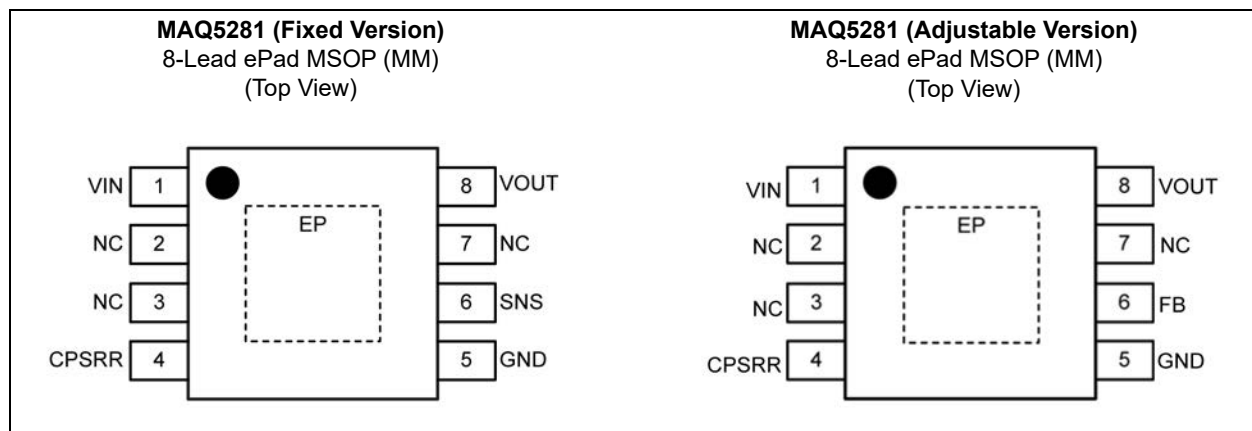 MAQ5281 (Fixed Version)
8-Lead ePad MSOP (MM)
(Top View)
VIN 1
NC 2
NC 3
CPSRR 4
EP
8 VOUT
7 NC
6 SNS
5 GND
MAQ5281 (Adjustable Version)
8-Lead ePad MSOP (MM)
(Top View)
VIN 1
NC 2
NC 3
CPSRR 4
EP
8 VOUT
7 NC
6 FB
5 GND